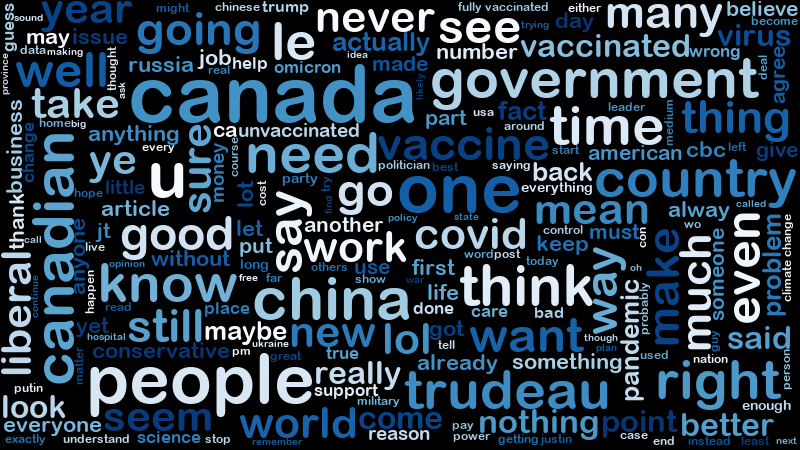 sound year might chinese trump never see fully vaccinated either many believe
guess may issue going le actually trying day become
data making well thought russia job help idea number vaccinated wrong virus
province ask real omicron made deal agree
take canada likely government
business home big part usa fact leader medium thing
anything sure ca unvaccinated around time
change every u need vaccine start american cbc left give
thank canadian ye money course politician best saying back country
hope little lot cost party find try go one everything
article say policy state mean alway called
jt good let another work covid control must wo
liberal call anyone live without put word post keep con someone even problem climate change
opinion long others use first today way oh much
know free far show war
continue happen read place china life think pandemic probably make
yet still maybe new lol done care bad said
hospital ukraine got want though guy
matter conservative pm great true tell already something plan used nation person
putin people really support trudeau right
look seem military enough
everyone world come nothing point better
exactly understand science stop remember reason pay power getting justin case end instead least next